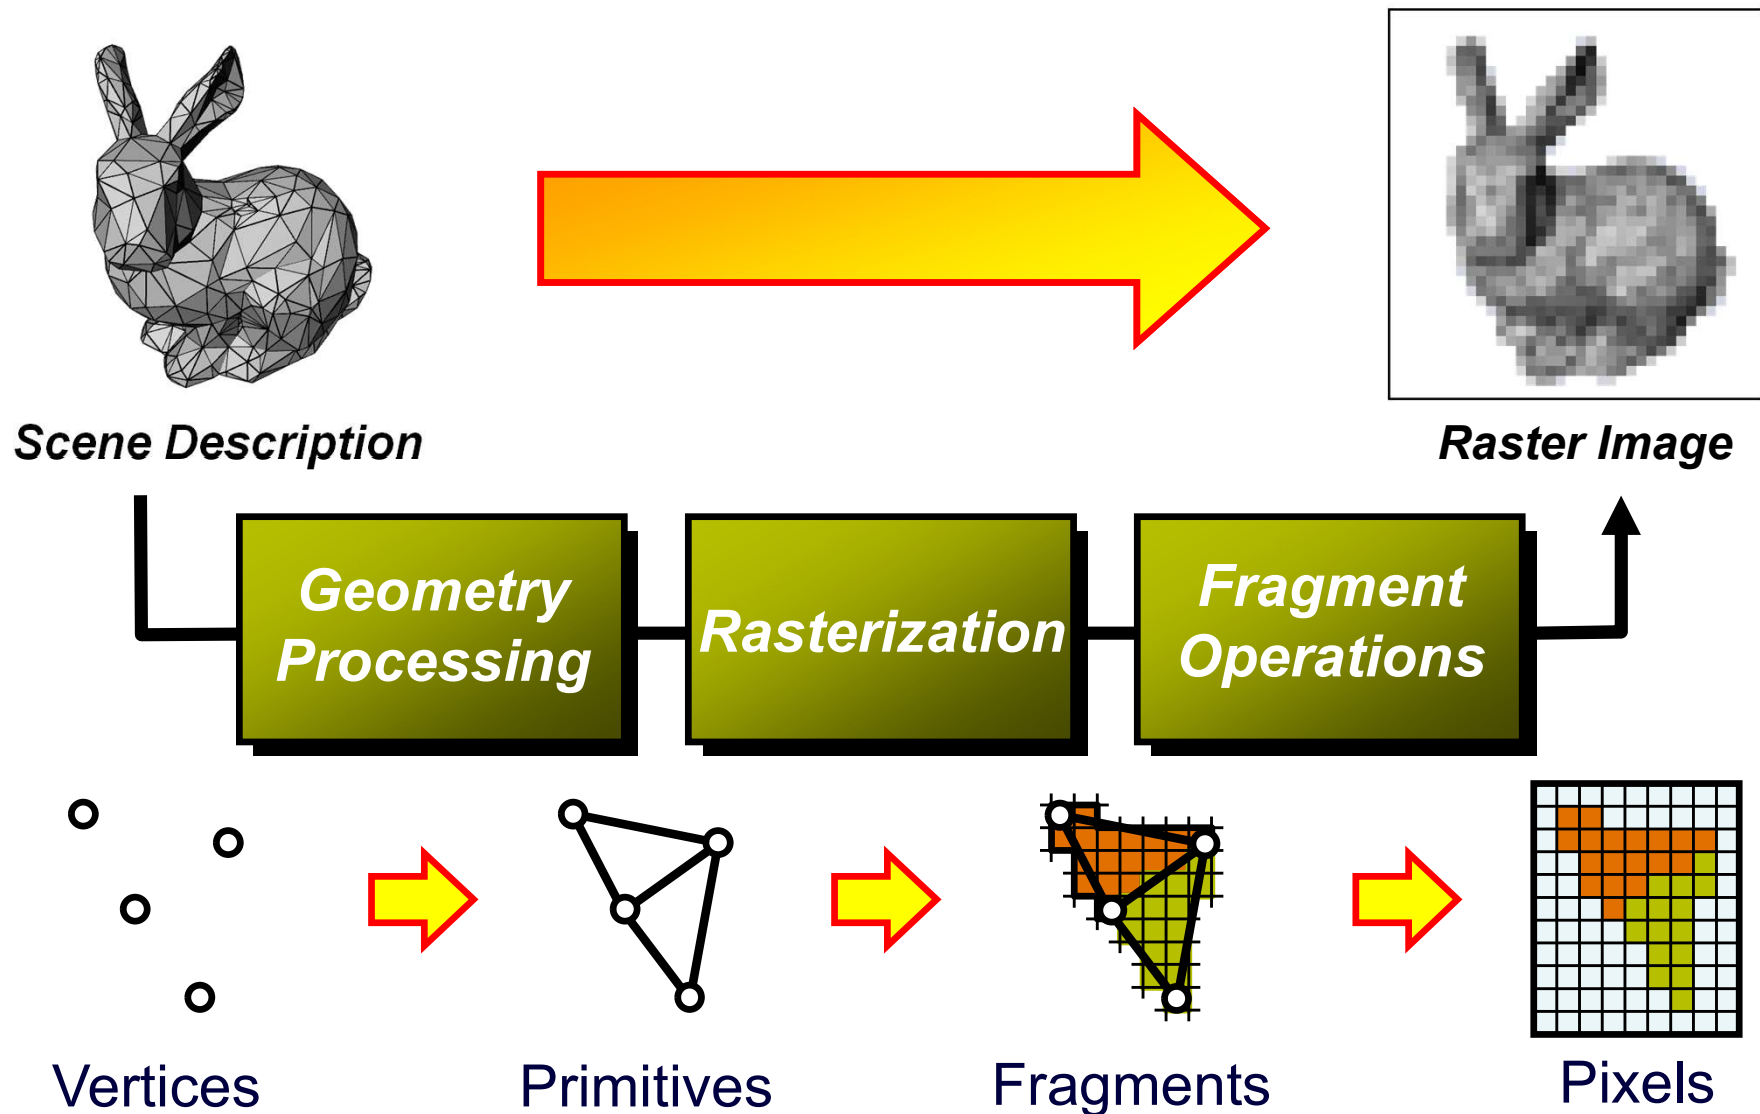 Scene Description
Raster Image
Geometry
Processing
Rasterization
Fragment
Operations
Vertices
Primitives
Fragments
Pixels